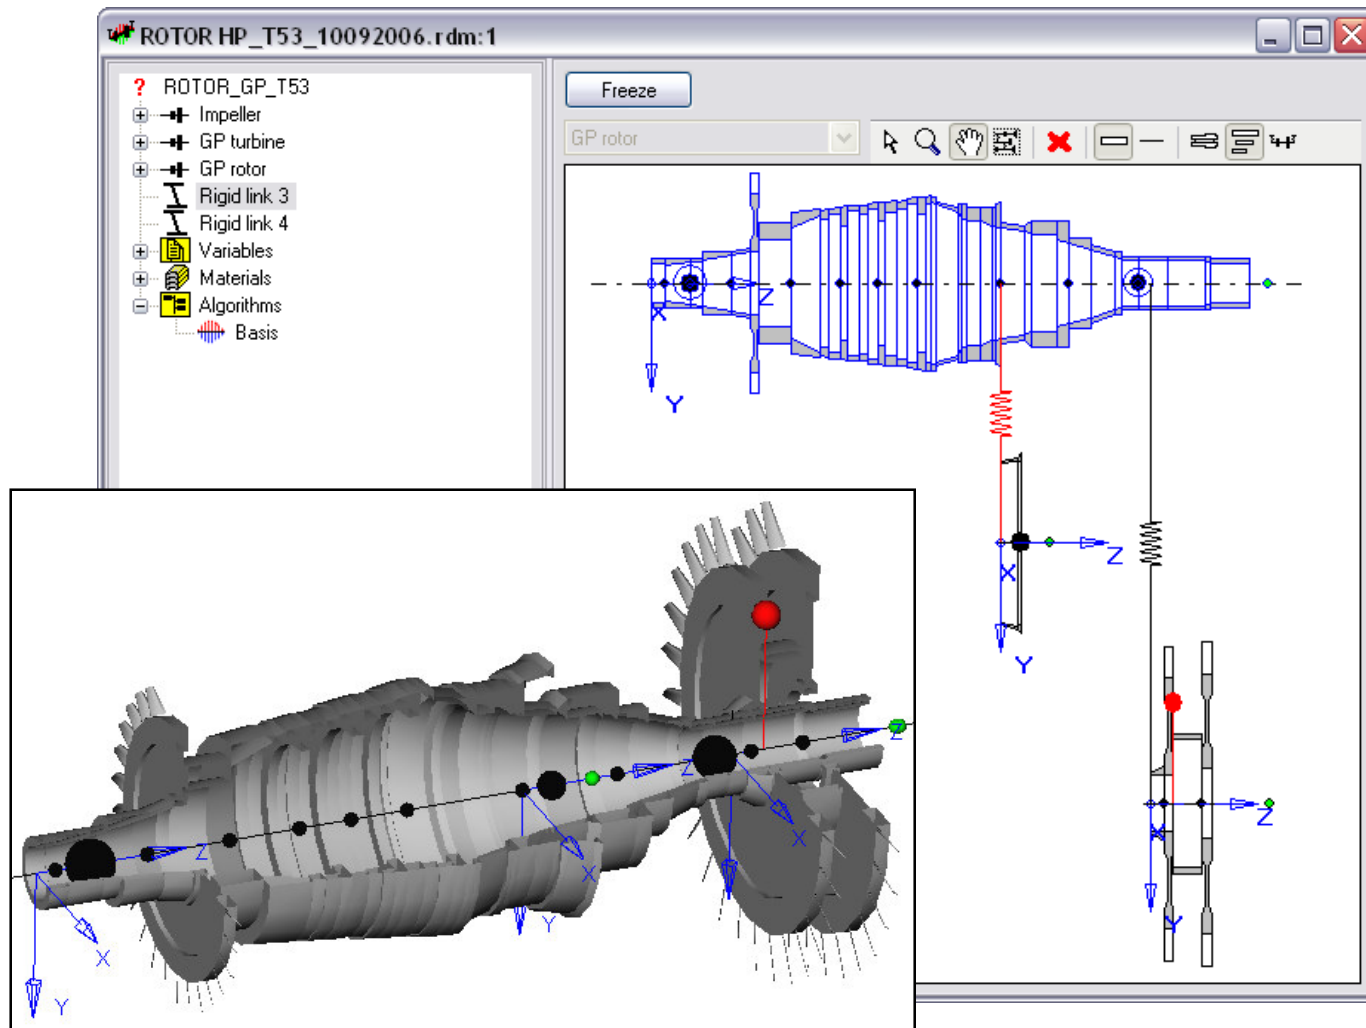 ROTOR HP_T53_10092006.rdm:1
? ROTOR_GP_T53
Impeller
GP turbine
GP rotor
Rigid link 3
Rigid link 4
Variables
Materials
Algorithms
Basis
Freeze
GP rotor
Z
X
Y
Z
X
Y
Z
X
Y
Z
X
Y
Z
X
Y
Z
X